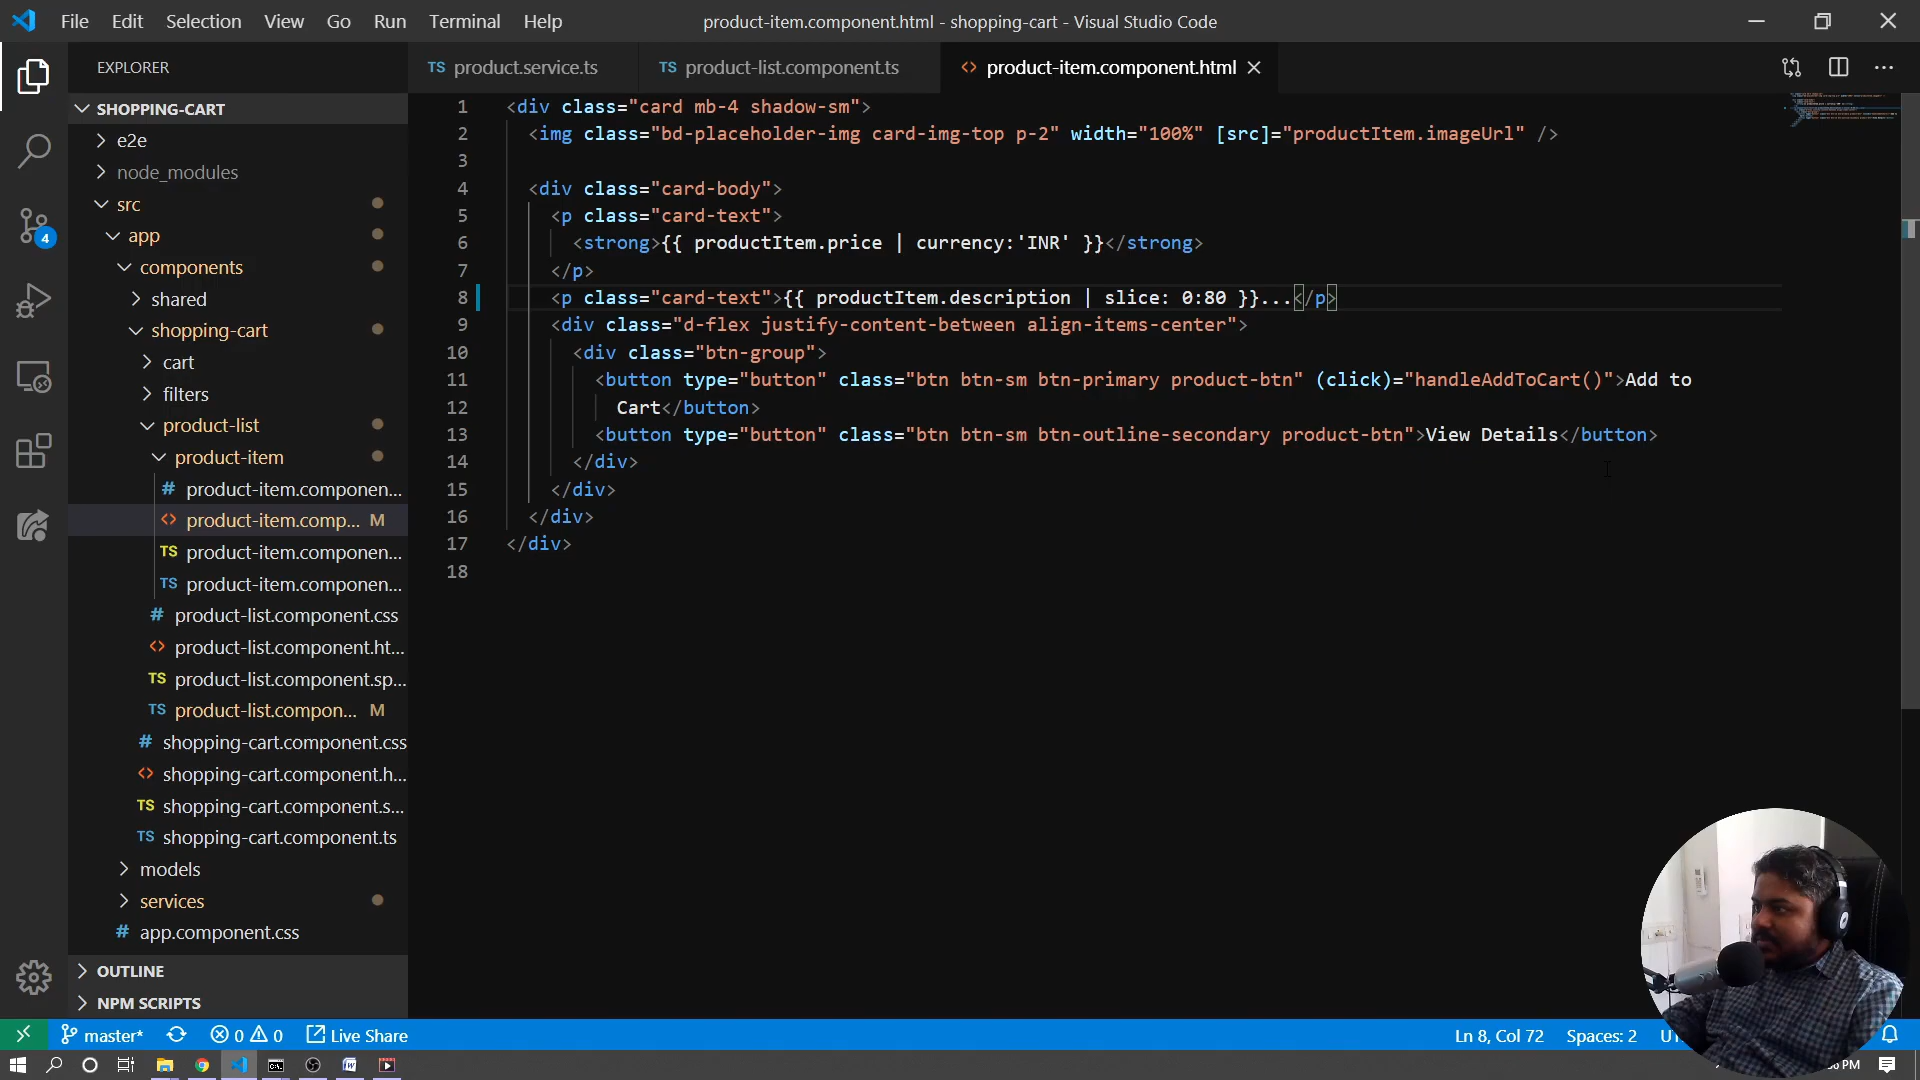 File Edit Selection View Go Run Terminal Help
product-item.component.html - shopping-cart - Visual Studio Code
EXPLORER
TS product.service.ts
TS product-list.component.ts
<> product-item.component.html
SHOPPING-CART
e2e
node_modules
src
app
components
shared
shopping-cart
cart
filters
product-list
product-item
# product-item.componen...
<> product-item.comp... M
TS product-item.componen...
TS product-item.componen...
# product-list.component.css
<> product-list.component.ht...
TS product-list.component.sp...
TS product-list.compon... M
# shopping-cart.component.css
<> shopping-cart.component.h...
TS shopping-cart.component.s...
TS shopping-cart.component.ts
models
services
# app.component.css
OUTLINE
NPM SCRIPTS
1 <div class="card mb-4 shadow-sm">
2 <img class="bd-placeholder-img card-img-top p-2" width="100%" [src]="productItem.imageUrl" />
3
4 <div class="card-body">
5 <p class="card-text">
6 <strong>{{ productItem.price | currency:'INR' }}</strong>
7 </p>
8 <p class="card-text">{{ productItem.description | slice: 0:80 }}...</p>
9 <div class="d-flex justify-content-between align-items-center">
10 <div class="btn-group">
11 <button type="button" class="btn btn-sm btn-primary product-btn" (click)="handleAddToCart()">Add to
12 Cart</button>
13 <button type="button" class="btn btn-sm btn-outline-secondary product-btn">View Details</button>
14 </div>
15 </div>
16 </div>
17 </div>
18
4
master* 0 0 Live Share
Ln 8, Col 72 Spaces: 2
PM